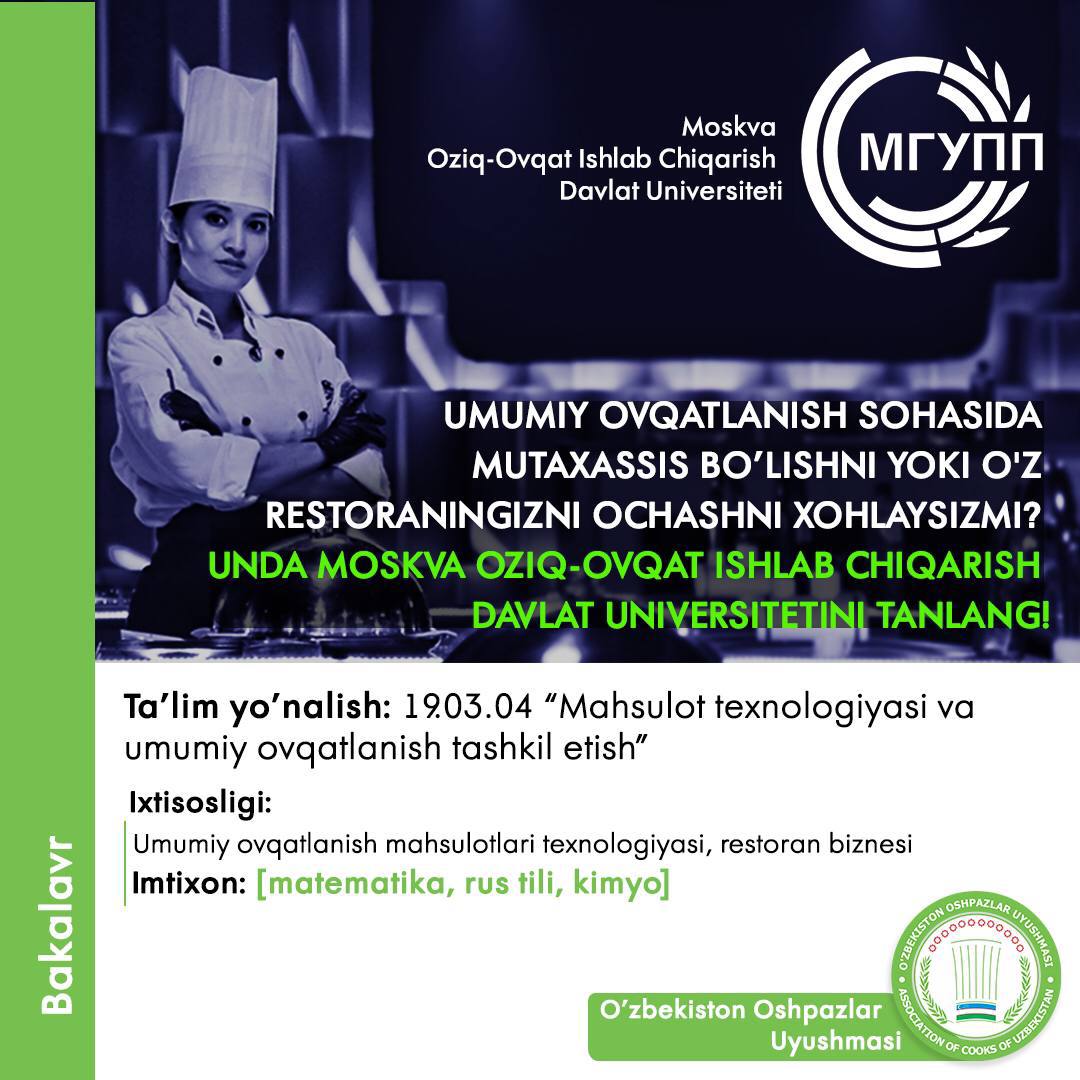 Moskva
Oziq-Ovqat Ishlab Chiqarish
Davlat Universiteti
МГУПП
UMUMIY OVQATLANISH SOHASIDA
MUTAXASSIS BO’LISHNI YOKI O'Z
RESTORANINGIZNI OCHASHNI XOHLAYSIZMI?
UNDA MOSKVA OZIQ-OVQAT ISHLAB CHIQARISH
DAVLAT UNIVERSITETINI TANLANG!
Ta’lim yo’nalish: 19.03.04 “Mahsulot texnologiyasi va
umumiy ovqatlanish tashkil etish”
Ixtisosligi:
Umumiy ovqatlanish mahsulotlari texnologiyasi, restoran biznesi
Imtixon: [matematika, rus tili, kimyo]
Bakalavr
O’zbekiston Oshpazlar
Uyushmasi
O'ZBEKISTON OSHPAZLAR UYUSHMASI
ASSOCIATION OF COOKS OF UZBEKISTAN